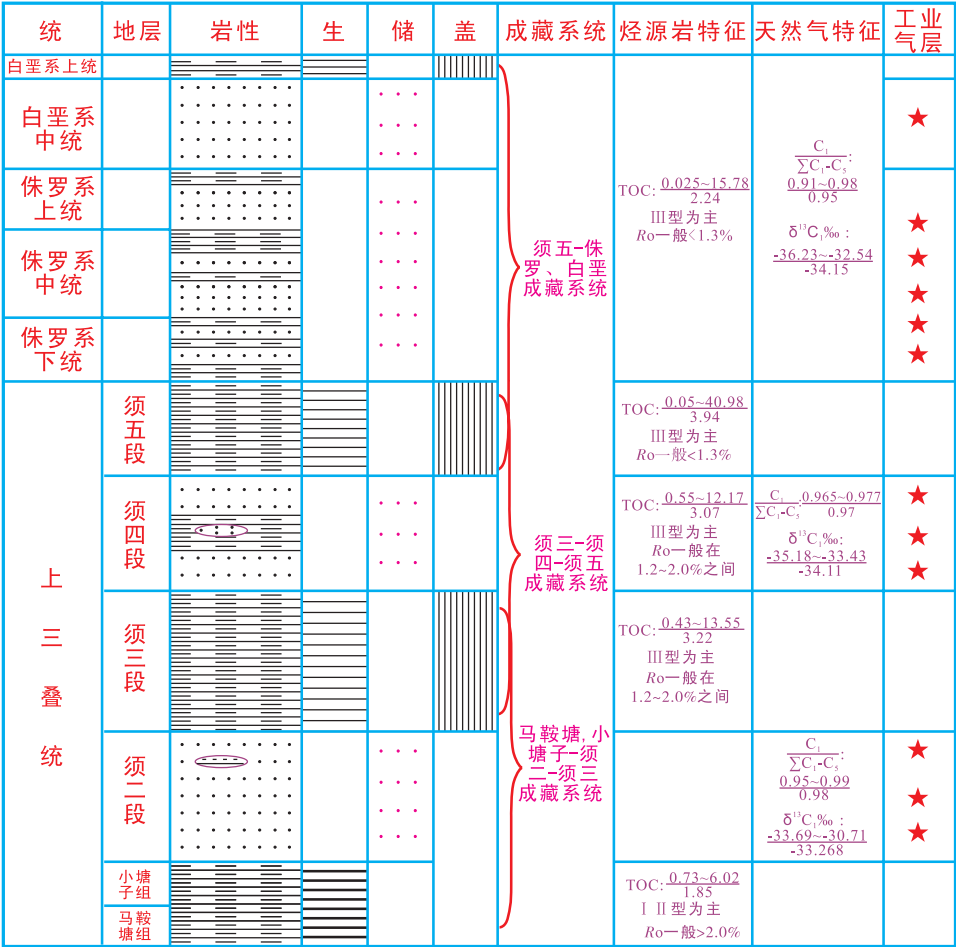 统 地层 岩性 生 储 盖 成藏系统 烃源岩特征 天然气特征 工业
气层
白垩系上统
白垩系
中统
侏罗系
上统
侏罗系
中统
侏罗系
下统
须五-侏
罗、白垩
成藏系统
TOC: 0.025~15.78
2.24
III型为主
Ro一般<1.3%
C₁
∑C₁-C₅:
0.91~0.98
0.95
δ¹³C₁‰ :
-36.23~-32.54
-34.15
上
三
叠
统
须
五
段
TOC: 0.05~40.98
3.94
III型为主
Ro一般<1.3%
须
四
段
须三-须
四-须五
成藏系统
TOC: 0.55~12.17
3.07
III型为主
Ro一般在
1.2~2.0%之间
C₁
∑C₁-C₅: 0.965~0.977
0.97
δ¹³C₁‰:
-35.18~-33.43
-34.11
须
三
段
TOC: 0.43~13.55
3.22
III型为主
Ro一般在
1.2~2.0%之间
须
二
段
马鞍塘,小
塘子-须
二-须三
成藏系统
C₁
∑C₁-C₅:
0.95~0.99
0.98
δ¹³C₁‰ :
-33.69~-30.71
-33.268
小塘
子组
马鞍
塘组
TOC: 0.73~6.02
1.85
I II型为主
Ro一般>2.0%